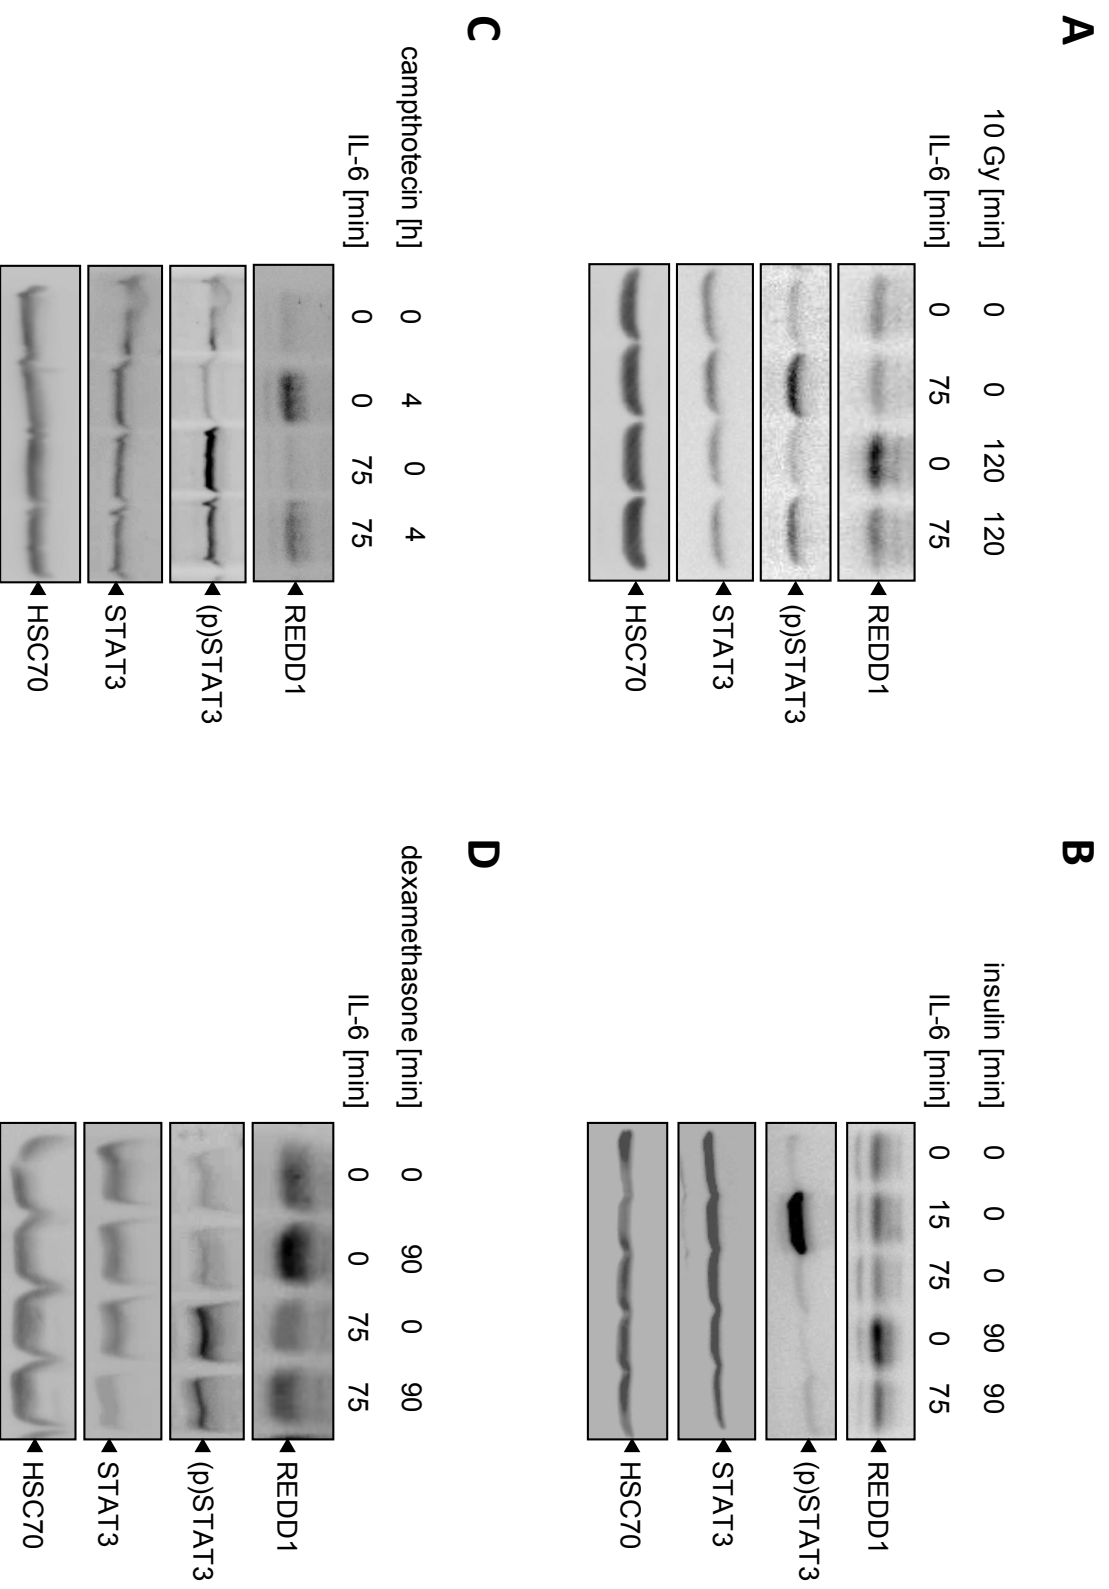 A
10 Gy [min] 0 0 120 120
IL-6 [min] 0 75 0 75
REDD1
(p)STAT3
STAT3
HSC70
B
insulin [min] 0 0 0 90 90
IL-6 [min] 0 15 75 0 75
REDD1
(p)STAT3
STAT3
HSC70
C
campthotecin [h] 0 4 0 4
IL-6 [min] 0 0 75 75
REDD1
(p)STAT3
STAT3
HSC70
D
dexamethasone [min] 0 90 0 90
IL-6 [min] 0 0 75 75
REDD1
(p)STAT3
STAT3
HSC70